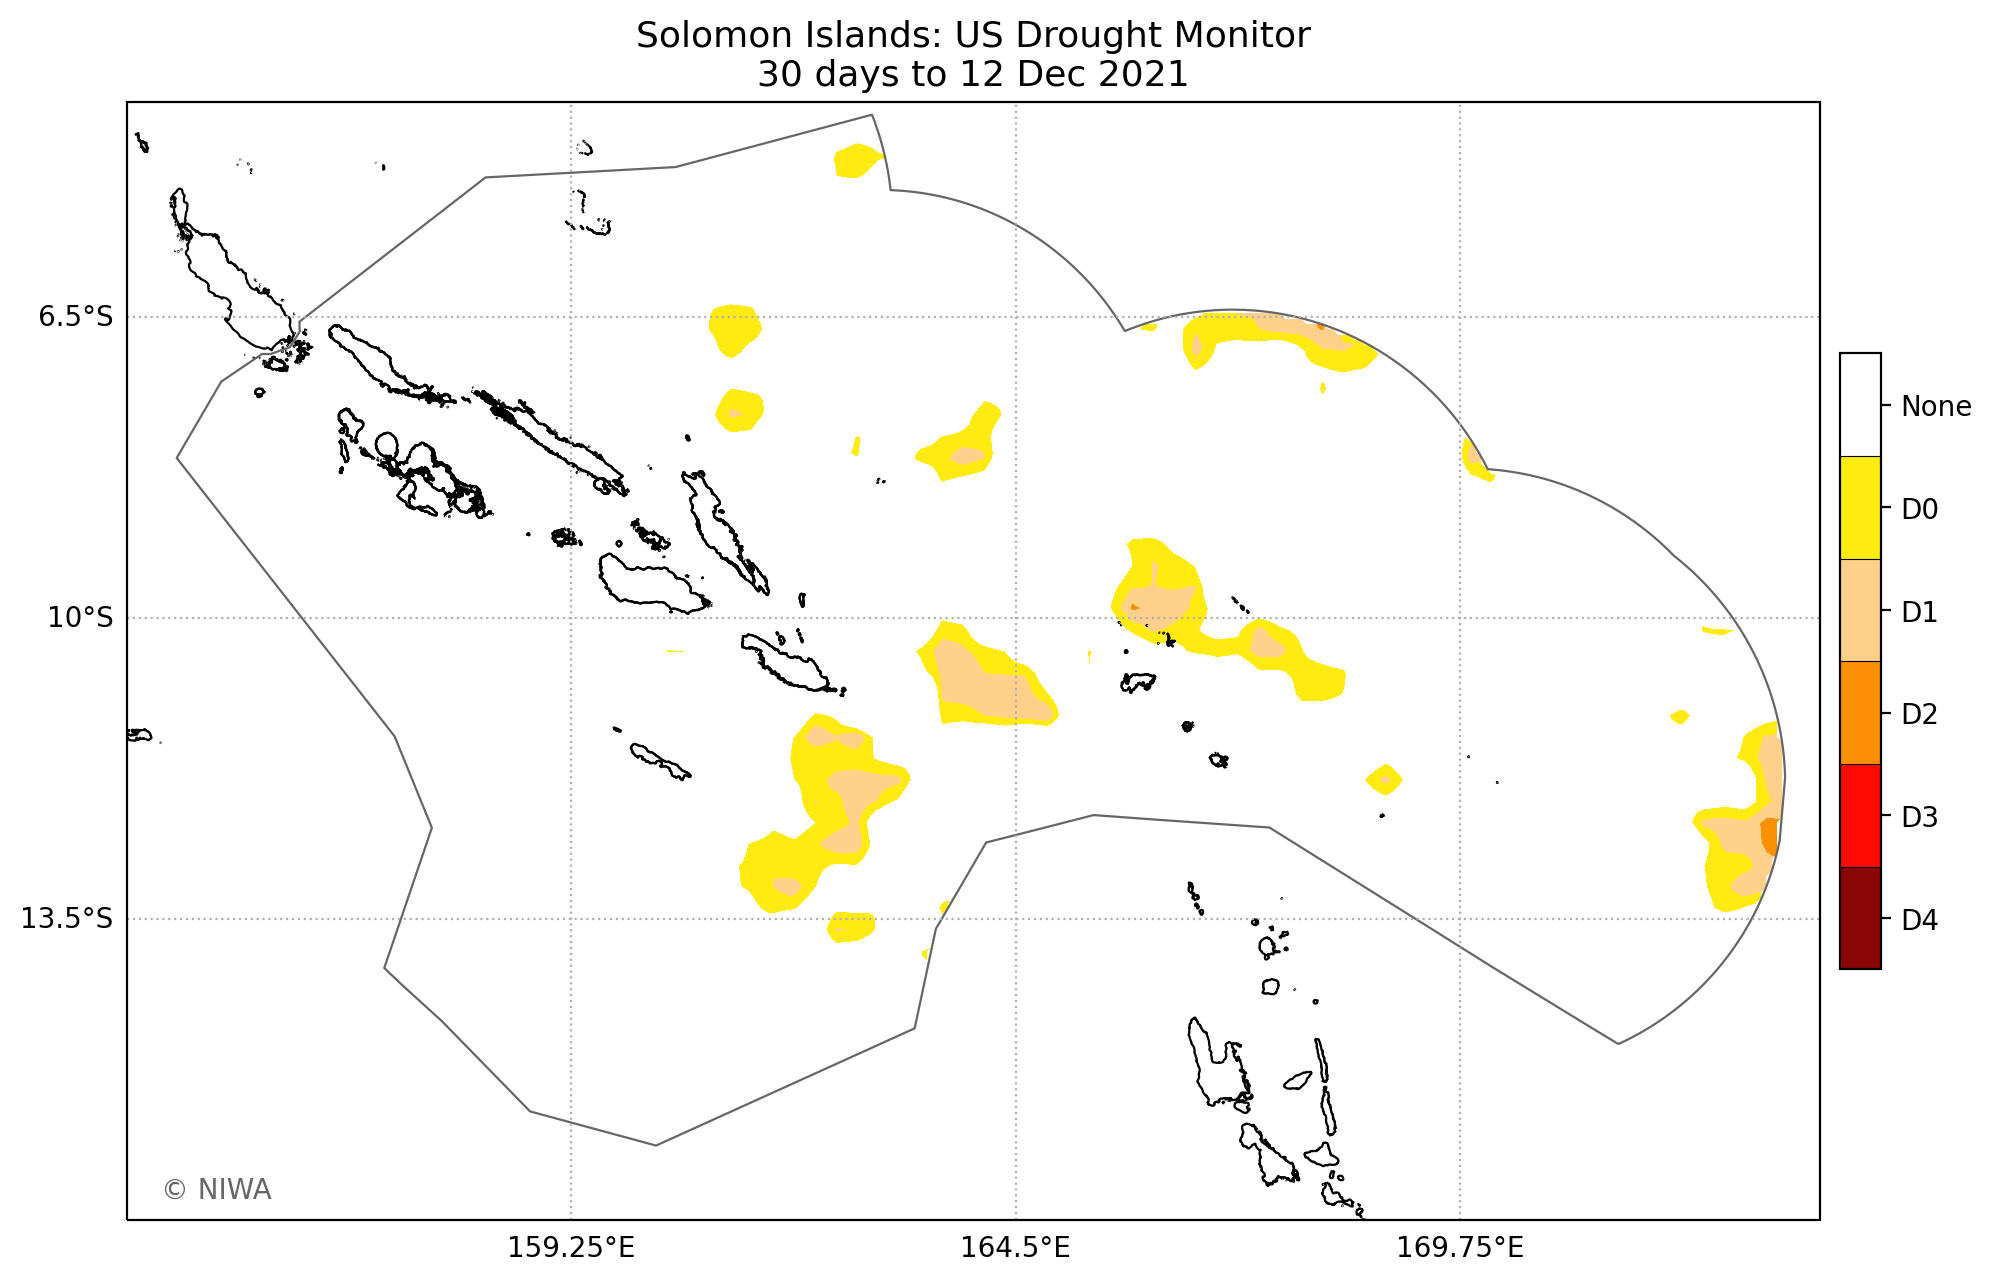 Solomon Islands: US Drought Monitor
30 days to 12 Dec 2021
6.5°S
10°S
13.5°S
159.25°E
164.5°E
169.75°E
None
D0
D1
D2
D3
D4
© NIWA